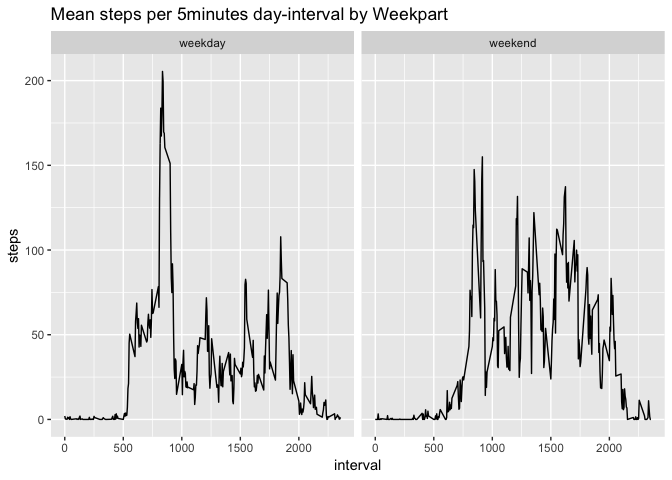 Mean steps per 5minutes day-interval by Weekpart
weekday weekend
200
150
100
50
0
steps
0 500 1000 1500 2000 0 500 1000 1500 2000
interval